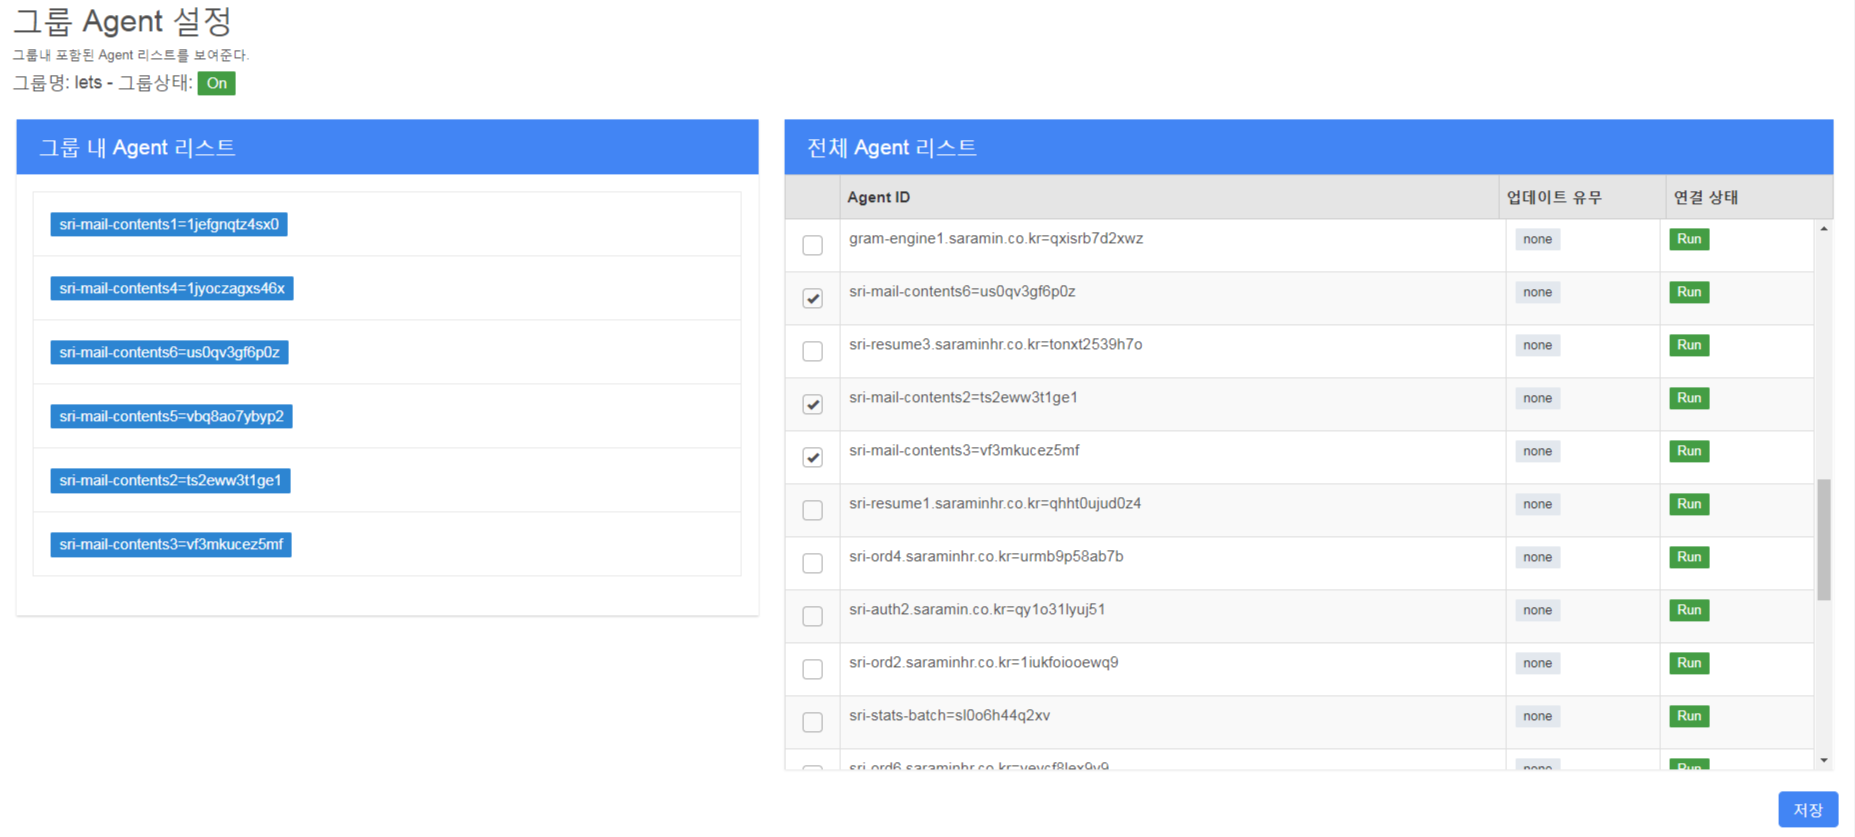 그룹 Agent 설정
그룹내 포함된 Agent 리스트를 보여준다.
그룹명: lets - 그룹상태: On
그룹 내 Agent 리스트
sri-mail-contents1=1jefgnqtz4sx0
sri-mail-contents4=1jyoczagxs46x
sri-mail-contents6=us0qv3gf6p0z
sri-mail-contents5=vbq8ao7ybyp2
sri-mail-contents2=ts2eww3t1ge1
sri-mail-contents3=vf3mkucez5mf
전체 Agent 리스트
Agent ID 업데이트 유무 연결 상태
gram-engine1.saramin.co.kr=qxisrb7d2xwz none Run
sri-mail-contents6=us0qv3gf6p0z none Run
sri-resume3.saraminhr.co.kr=tonxt2539h7o none Run
sri-mail-contents2=ts2eww3t1ge1 none Run
sri-mail-contents3=vf3mkucez5mf none Run
sri-resume1.saraminhr.co.kr=qhht0ujud0z4 none Run
sri-ord4.saraminhr.co.kr=urmb9p58ab7b none Run
sri-auth2.saramin.co.kr=qy1o31lyuj51 none Run
sri-ord2.saraminhr.co.kr=1iukfoiooewq9 none Run
sri-stats-batch=sl0o6h44q2xv none Run
none Run
저장